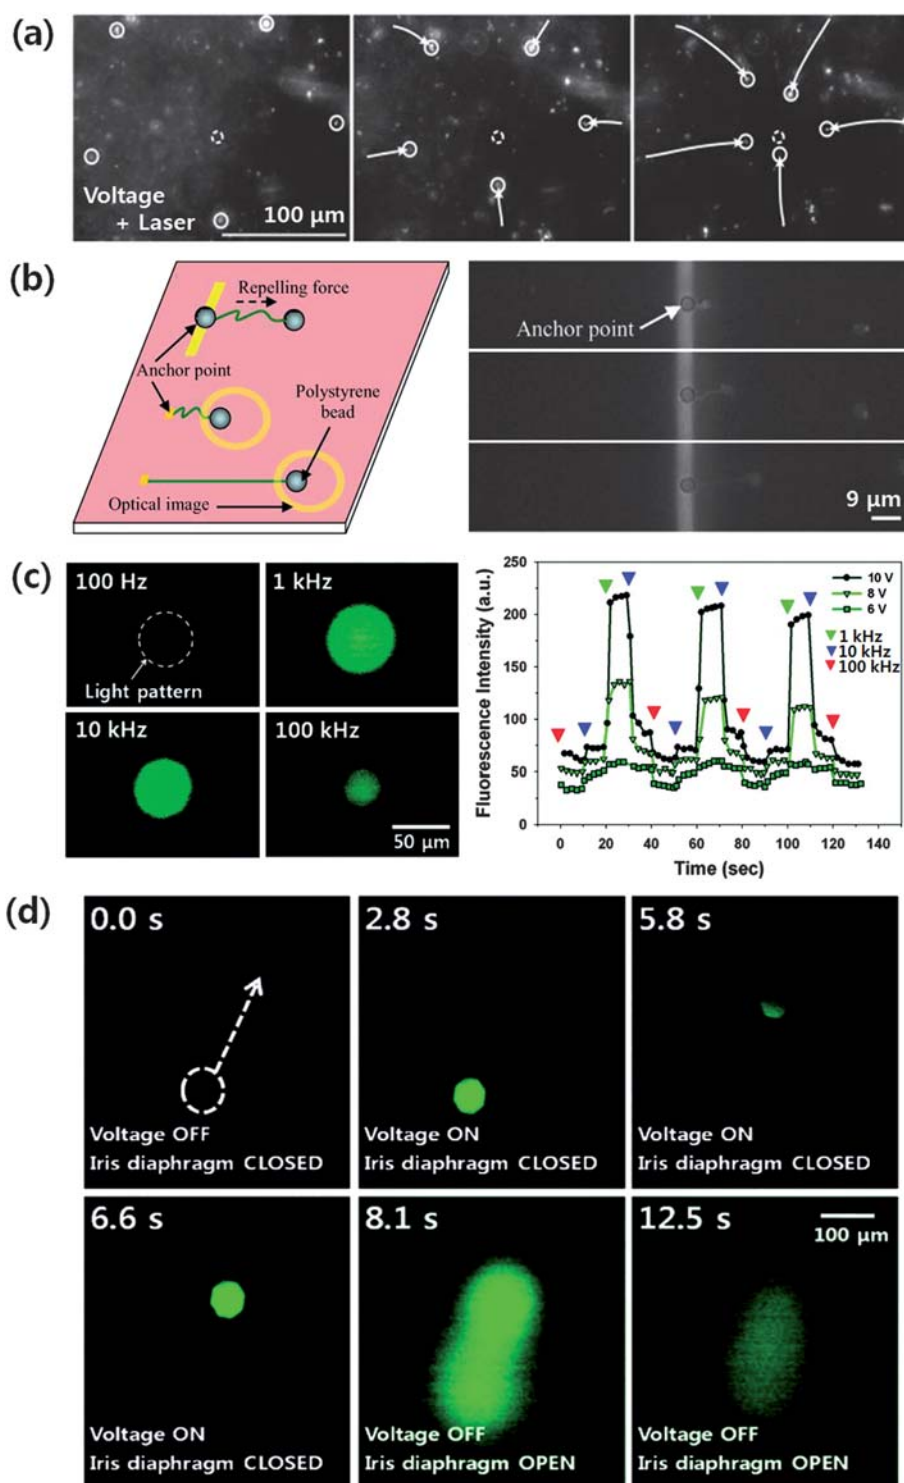 (a)
Voltage
+ Laser
100 μm
(b)
Repelling force
Anchor point
Polystyrene
bead
Optical image
Anchor point
9 μm
(c)
100 Hz
Light pattern
1 kHz
10 kHz
100 kHz
50 μm
Fluorescence Intensity (a.u.)
250
200
150
100
50
0
0 20 40 60 80 100 120 140
Time (sec)
10 V
8 V
6 V
1 kHz
10 kHz
100 kHz
(d)
0.0 s
Voltage OFF
Iris diaphragm CLOSED
2.8 s
Voltage ON
Iris diaphragm CLOSED
5.8 s
Voltage ON
Iris diaphragm CLOSED
6.6 s
Voltage ON
Iris diaphragm CLOSED
8.1 s
Voltage OFF
Iris diaphragm OPEN
12.5 s
100 μm
Voltage OFF
Iris diaphragm OPEN